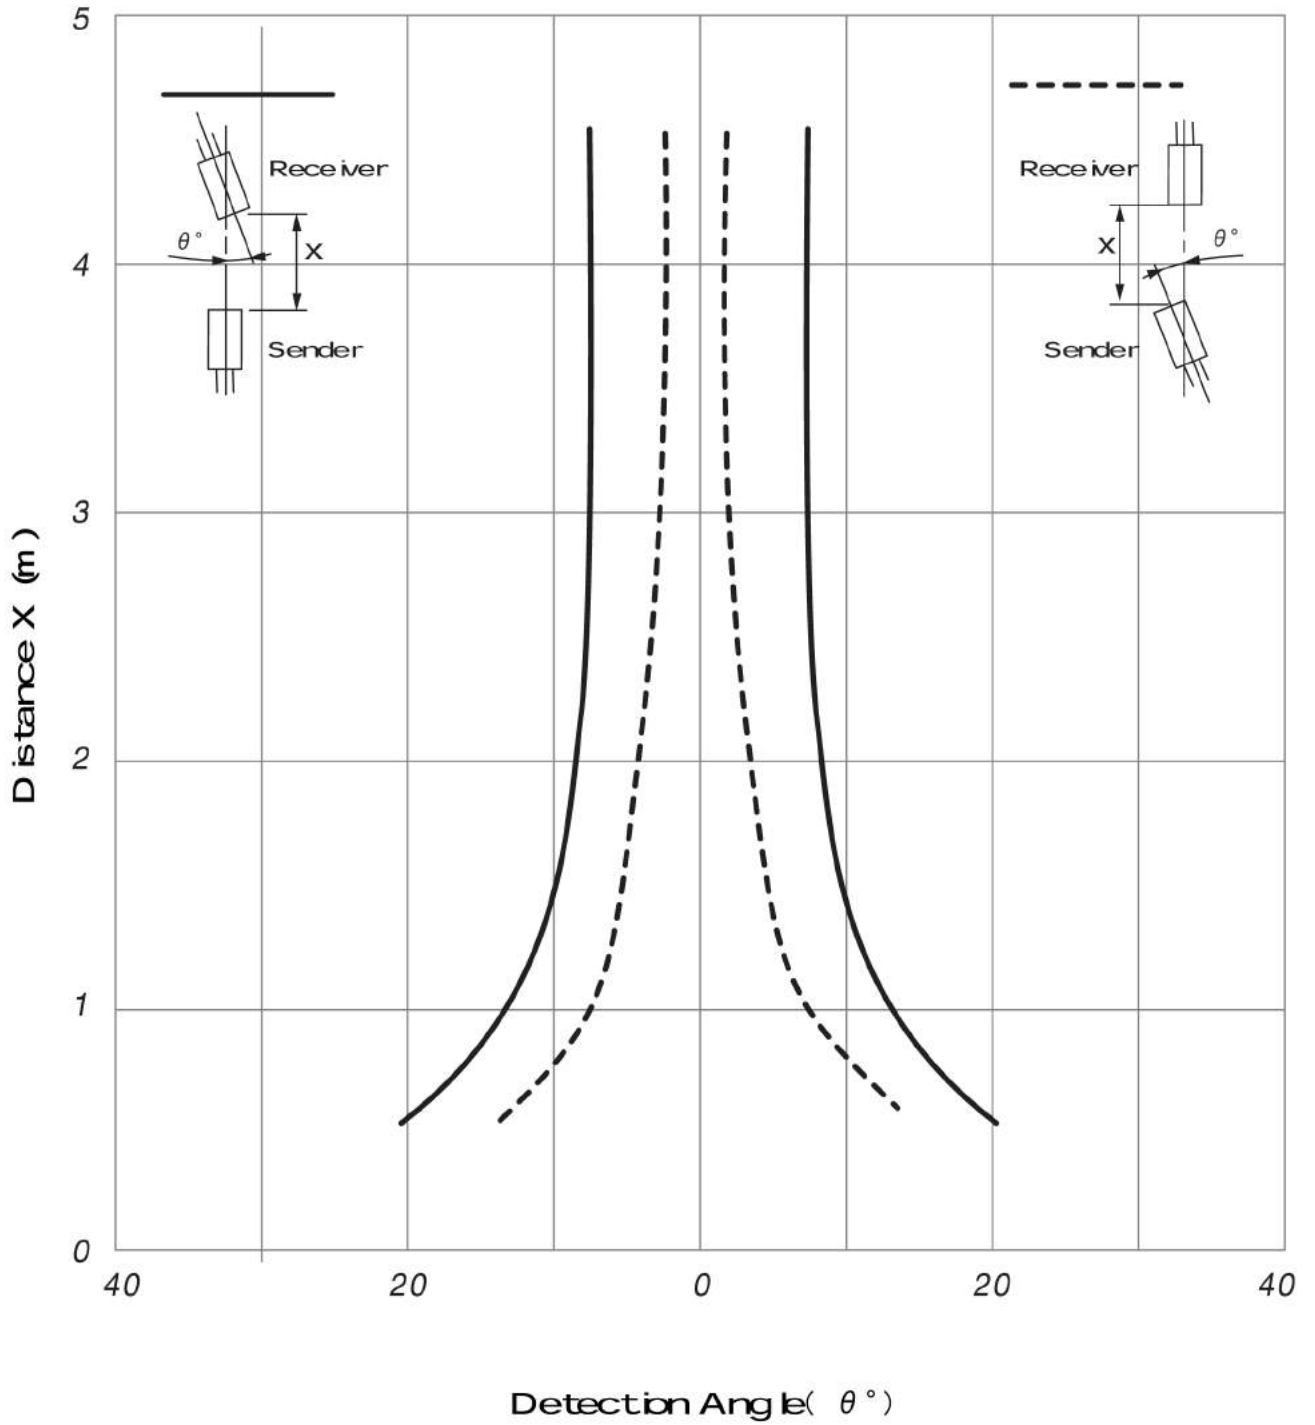 5
Receiver
Receiver
θ°
X
X
θ°
4
Sender
Sender
3
Distance X (m)
2
1
0
40
20
0
20
40
Detection Angle( θ°)